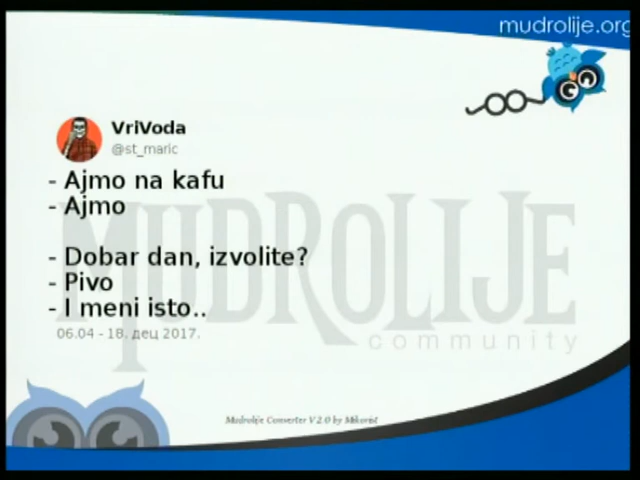 mudrolije.org
VriVoda
@st_maric
- Ajmo na kafu
- Ajmo
- Dobar dan, izvolite?
- Pivo
- I meni isto..
06.04 - 18. дец 2017.
MUDROLIJE
community
Mudrolije Converter V 2.0 by Mikorist